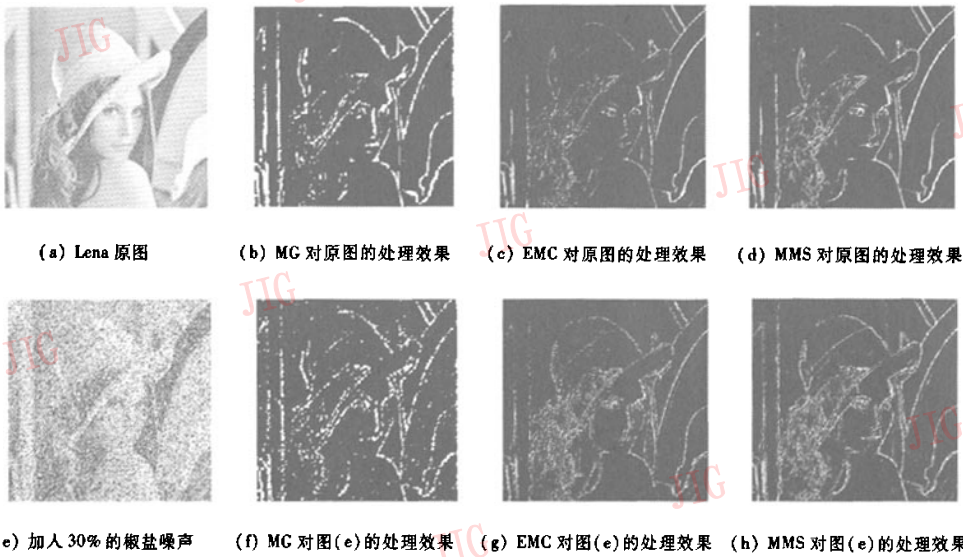 JIG
JIG
JIG
(a) Lena 原图
(b) MG 对原图的处理效果
(c) EMC 对原图的处理效果
(d) MMS 对原图的处理效果
JIG
JIG
JIG
JIG
JIG
e) 加入 30% 的椒盐噪声
(f) MG 对图(e)的处理效果
(g) EMC 对图(e)的处理效果
(h) MMS 对图(e)的处理效果